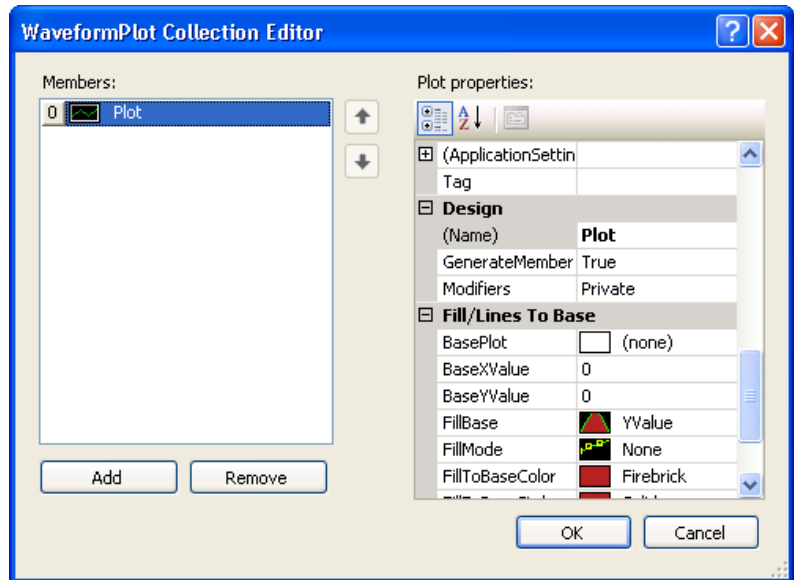 WaveformPlot Collection Editor
Members:
0 Plot
Add
Remove
Plot properties:
(ApplicationSettin
Tag
Design
(Name) Plot
GenerateMember True
Modifiers Private
Fill/Lines To Base
BasePlot (none)
BaseXValue 0
BaseYValue 0
FillBase YValue
FillMode None
FillToBaseColor Firebrick
OK
Cancel